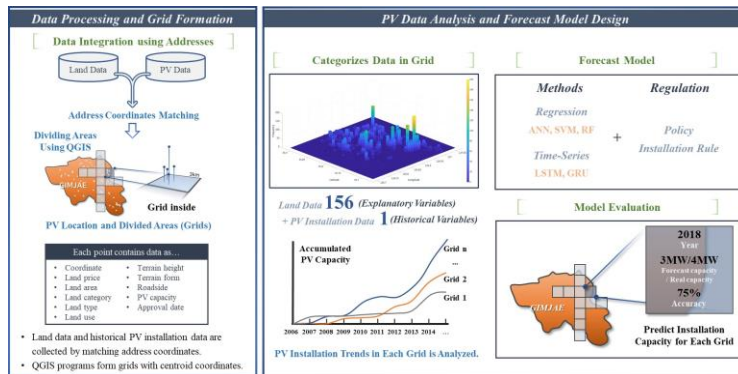 Data Processing and Grid Formation
[ Data Integration using Addresses ]
Land Data
PV Data
Address Coordinates Matching
Dividing Areas
Using QGIS
GIMJAE
Grid inside
PV Location and Divided Areas (Grids)
Each point contains data as…
• Coordinate
• Land price
• Land area
• Land category
• Land type
• Land use
• Terrain height
• Terrain form
• Roadside
• PV capacity
• Approval date
• Land data and historical PV installation data are
collected by matching address coordinates.
• QGIS programs form grids with centroid coordinates.
PV Data Analysis and Forecast Model Design
[ Categorizes Data in Grid ]
Land Data 156 (Explanatory Variables)
+ PV Installation Data 1 (Historical Variables)
Accumulated
PV Capacity
Grid n
...
Grid 2
Grid 1
2006 2007 2008 2009 2010 2011 2012 2013 2014 ...
PV Installation Trends in Each Grid is Analyzed.
[ Forecast Model ]
Methods
Regression
ANN, SVM, RF
Time-Series
LSTM, GRU
+
Regulation
Policy
Installation Rule
[ Model Evaluation ]
GIMJAE
2018
Year
3MW/4MW
Forecast capacity
/ Real capacity
75%
Accuracy
Predict Installation
Capacity for Each Grid